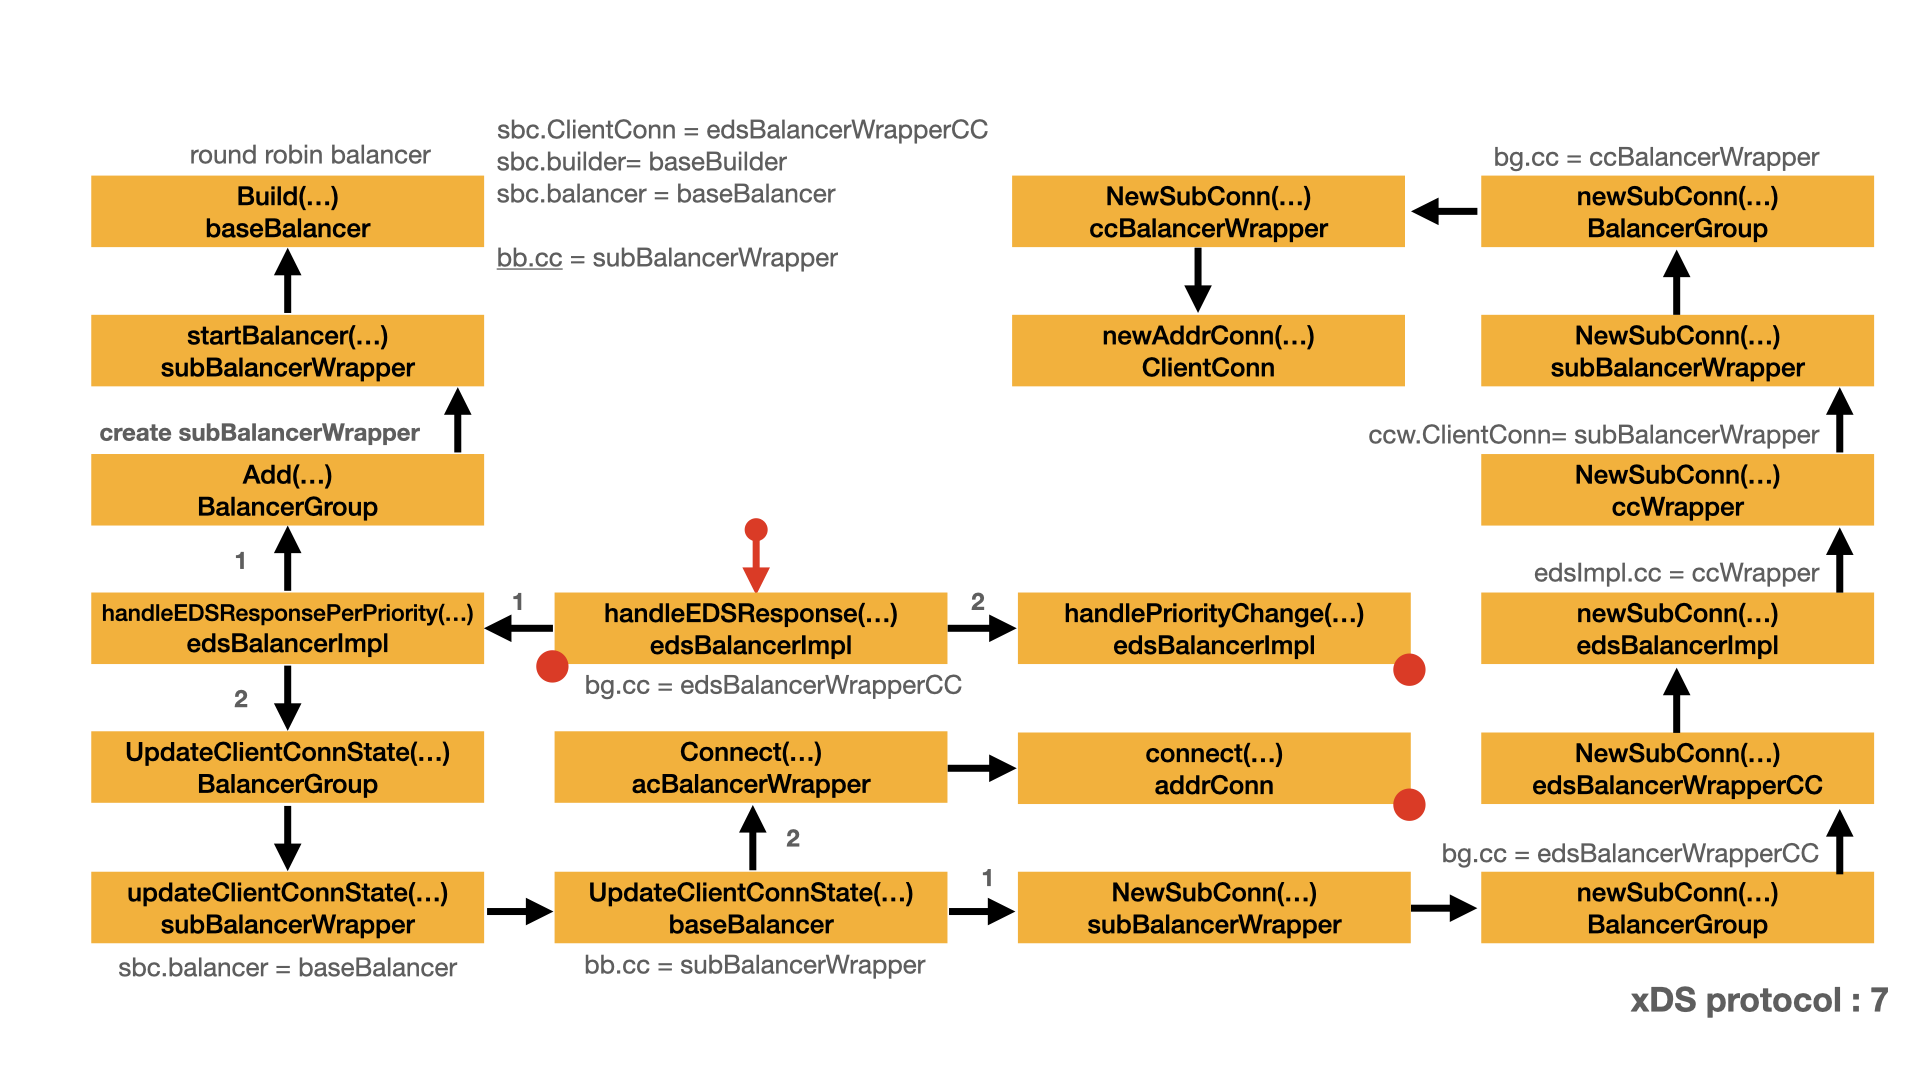 round robin balancer
Build(...)
baseBalancer
sbc.ClientConn = edsBalancerWrapperCC
sbc.builder= baseBuilder
sbc.balancer = baseBalancer
bb.cc = subBalancerWrapper
startBalancer(...)
subBalancerWrapper
create subBalancerWrapper
Add(...)
BalancerGroup
1
handleEDSResponsePerPriority(...)
edsBalancerImpl
2
UpdateClientConnState(...)
BalancerGroup
updateClientConnState(...)
subBalancerWrapper
sbc.balancer = baseBalancer
1
handleEDSResponse(...)
edsBalancerImpl
bg.cc = edsBalancerWrapperCC
2
handlePriorityChange(...)
edsBalancerImpl
Connect(...)
acBalancerWrapper
connect(...)
addrConn
2
UpdateClientConnState(...)
baseBalancer
bb.cc = subBalancerWrapper
1
NewSubConn(...)
subBalancerWrapper
bg.cc = ccBalancerWrapper
NewSubConn(...)
ccBalancerWrapper
newSubConn(...)
BalancerGroup
newAddrConn(...)
ClientConn
NewSubConn(...)
subBalancerWrapper
ccw.ClientConn= subBalancerWrapper
NewSubConn(...)
ccWrapper
edsImpl.cc = ccWrapper
newSubConn(...)
edsBalancerImpl
NewSubConn(...)
edsBalancerWrapperCC
bg.cc = edsBalancerWrapperCC
newSubConn(...)
BalancerGroup
xDS protocol : 7